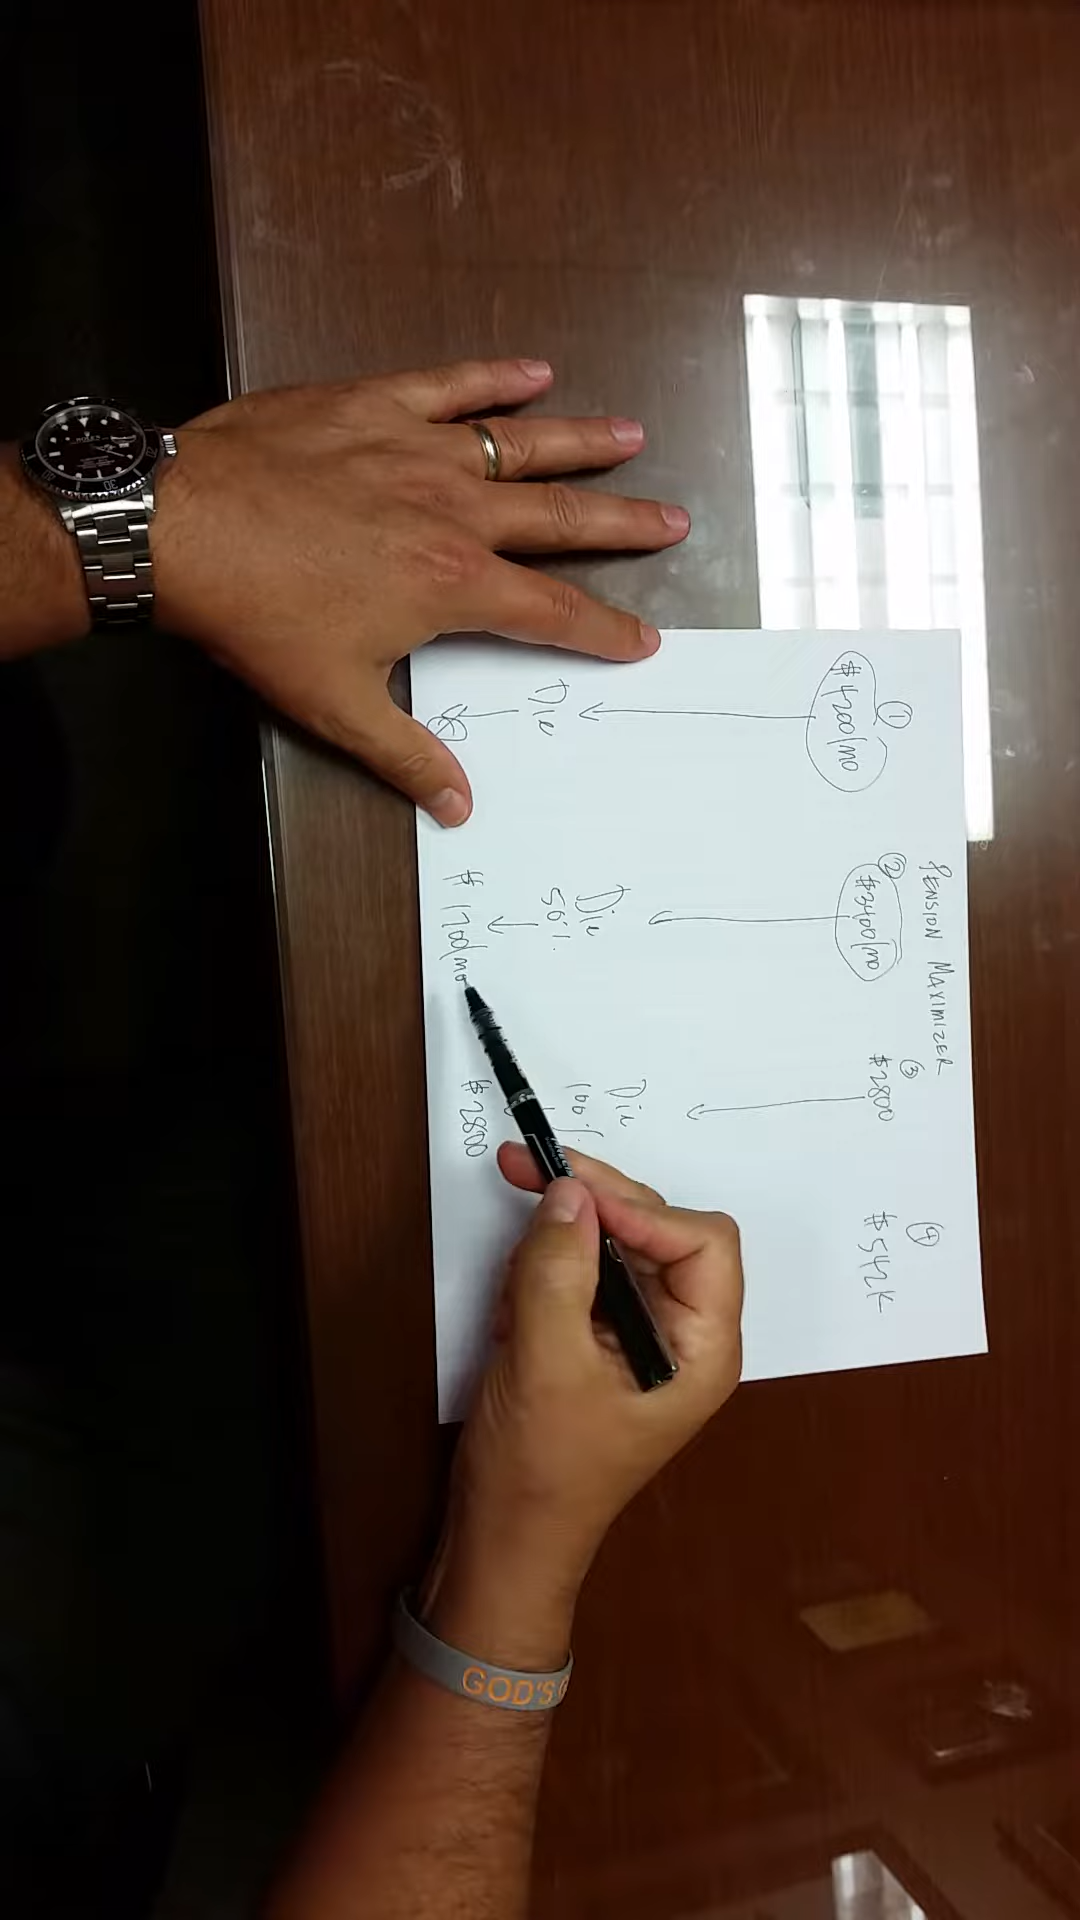 PENSION MAXIMIZER
① ② ③ ④
$4200/mo $3400/mo $2800 $542K
Die Die Die
50% 100%
$1700/mo $2800
ROLEX
GOD'S